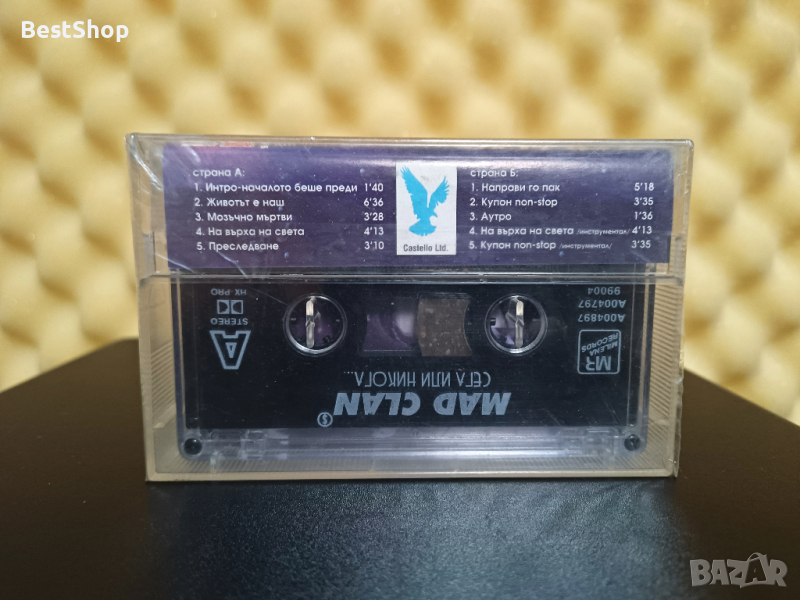 BestShop
страна А:
1. Интро-началото беше преди 1'40
2. Животът е наш 6'36
3. Мозъчно мъртви 3'28
4. На върха на света 4'13
5. Преследване 3'10
Castello Ltd.
страна Б:
1. Направи го пак 5'18
2. Купон non-stop 3'35
3. Аутро 1'36
4. На върха на света /инструментал/ 4'13
5. Купон non-stop /инструментал/ 3'35
MAD CLAN
СЕГА ИЛИ НИКОГА...
MR
MILENA
RECORDS
A004897
A004797
99004
A
STEREO
HX-PRO
BAZAR